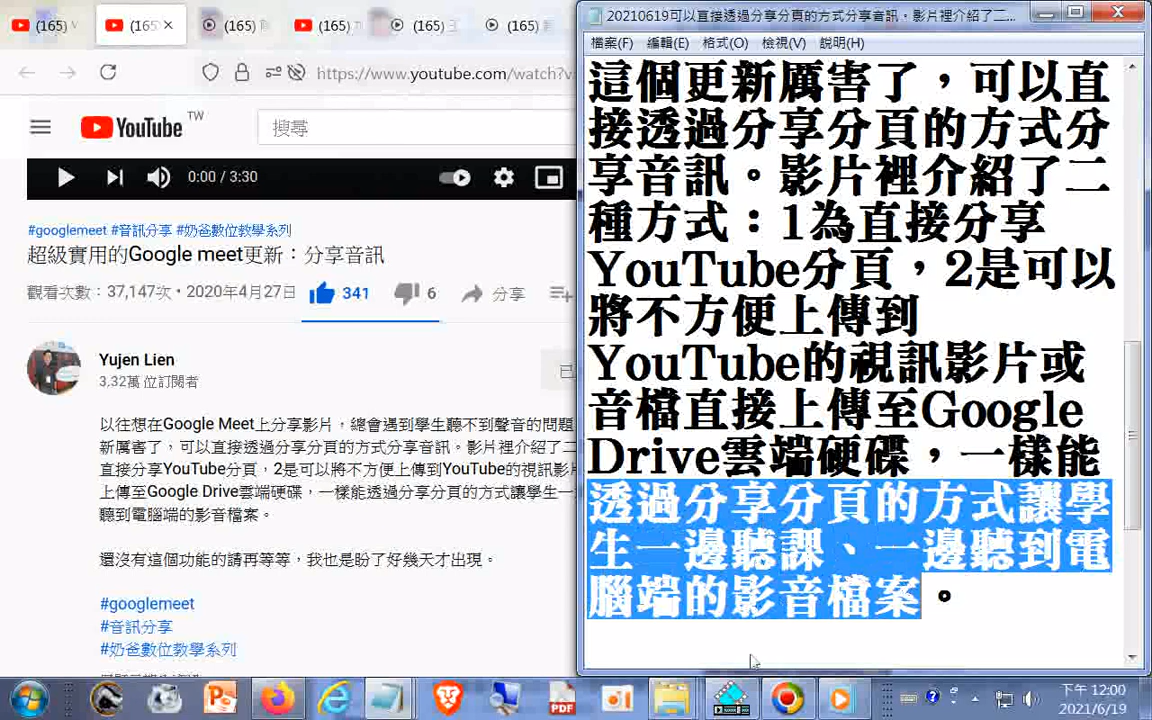 (165)
(165)
(165)
(165)
(165)
(165)
https://www.youtube.com/watch?v
YouTube TW
搜尋
0:00 / 3:30
#googlemeet #音訊分享 #奶爸數位教學系列
超級實用的Google meet更新：分享音訊
觀看次數：37,147次 • 2020年4月27日
341
6
分享
Yujen Lien
3.32萬 位訂閱者
已
以往想在Google Meet上分享影片，總會遇到學生聽不到聲音的問題
新厲害了，可以直接透過分享分頁的方式分享音訊。影片裡介紹了二
直接分享YouTube分頁，2是可以將不方便上傳到YouTube的視訊影
上傳至Google Drive雲端硬碟，一樣能透過分享分頁的方式讓學生一
聽到電腦端的影音檔案。
還沒有這個功能的請再等等，我也是盼了好幾天才出現。
#googlemeet
#音訊分享
#奶爸數位教學系列
20210619可以直接透過分享分頁的方式分享音訊。影片裡介紹了二...
檔案(F) 編輯(E) 格式(O) 檢視(V) 說明(H)
這個更新厲害了，可以直
接透過分享分頁的方式分
享音訊。影片裡介紹了二
種方式：1為直接分享
YouTube分頁，2是可以
將不方便上傳到
YouTube的視訊影片或
音檔直接上傳至Google
Drive雲端硬碟，一樣能
透過分享分頁的方式讓學
生一邊聽課、一邊聽到電
腦端的影音檔案。
PDF
下午 12:00
2021/6/19